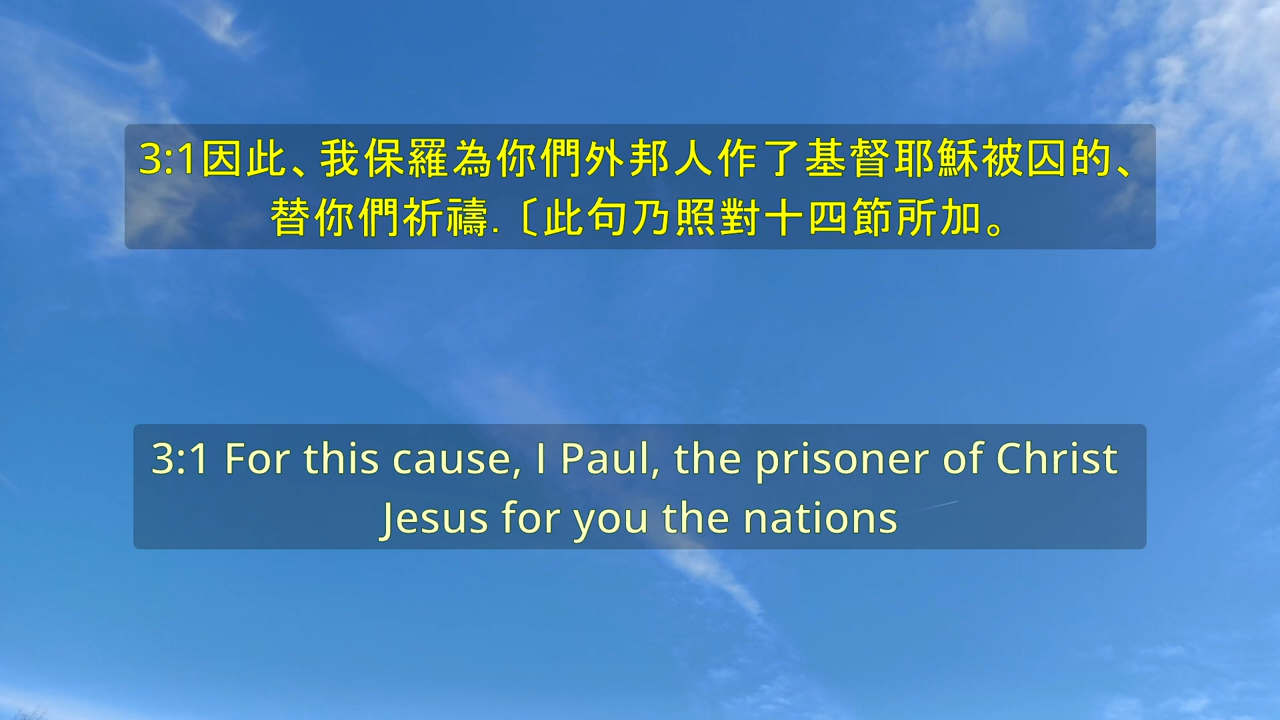 3:1因此、我保羅為你們外邦人作了基督耶穌被囚的、
替你們祈禱.〔此句乃照對十四節所加。
3:1 For this cause, I Paul, the prisoner of Christ
Jesus for you the nations